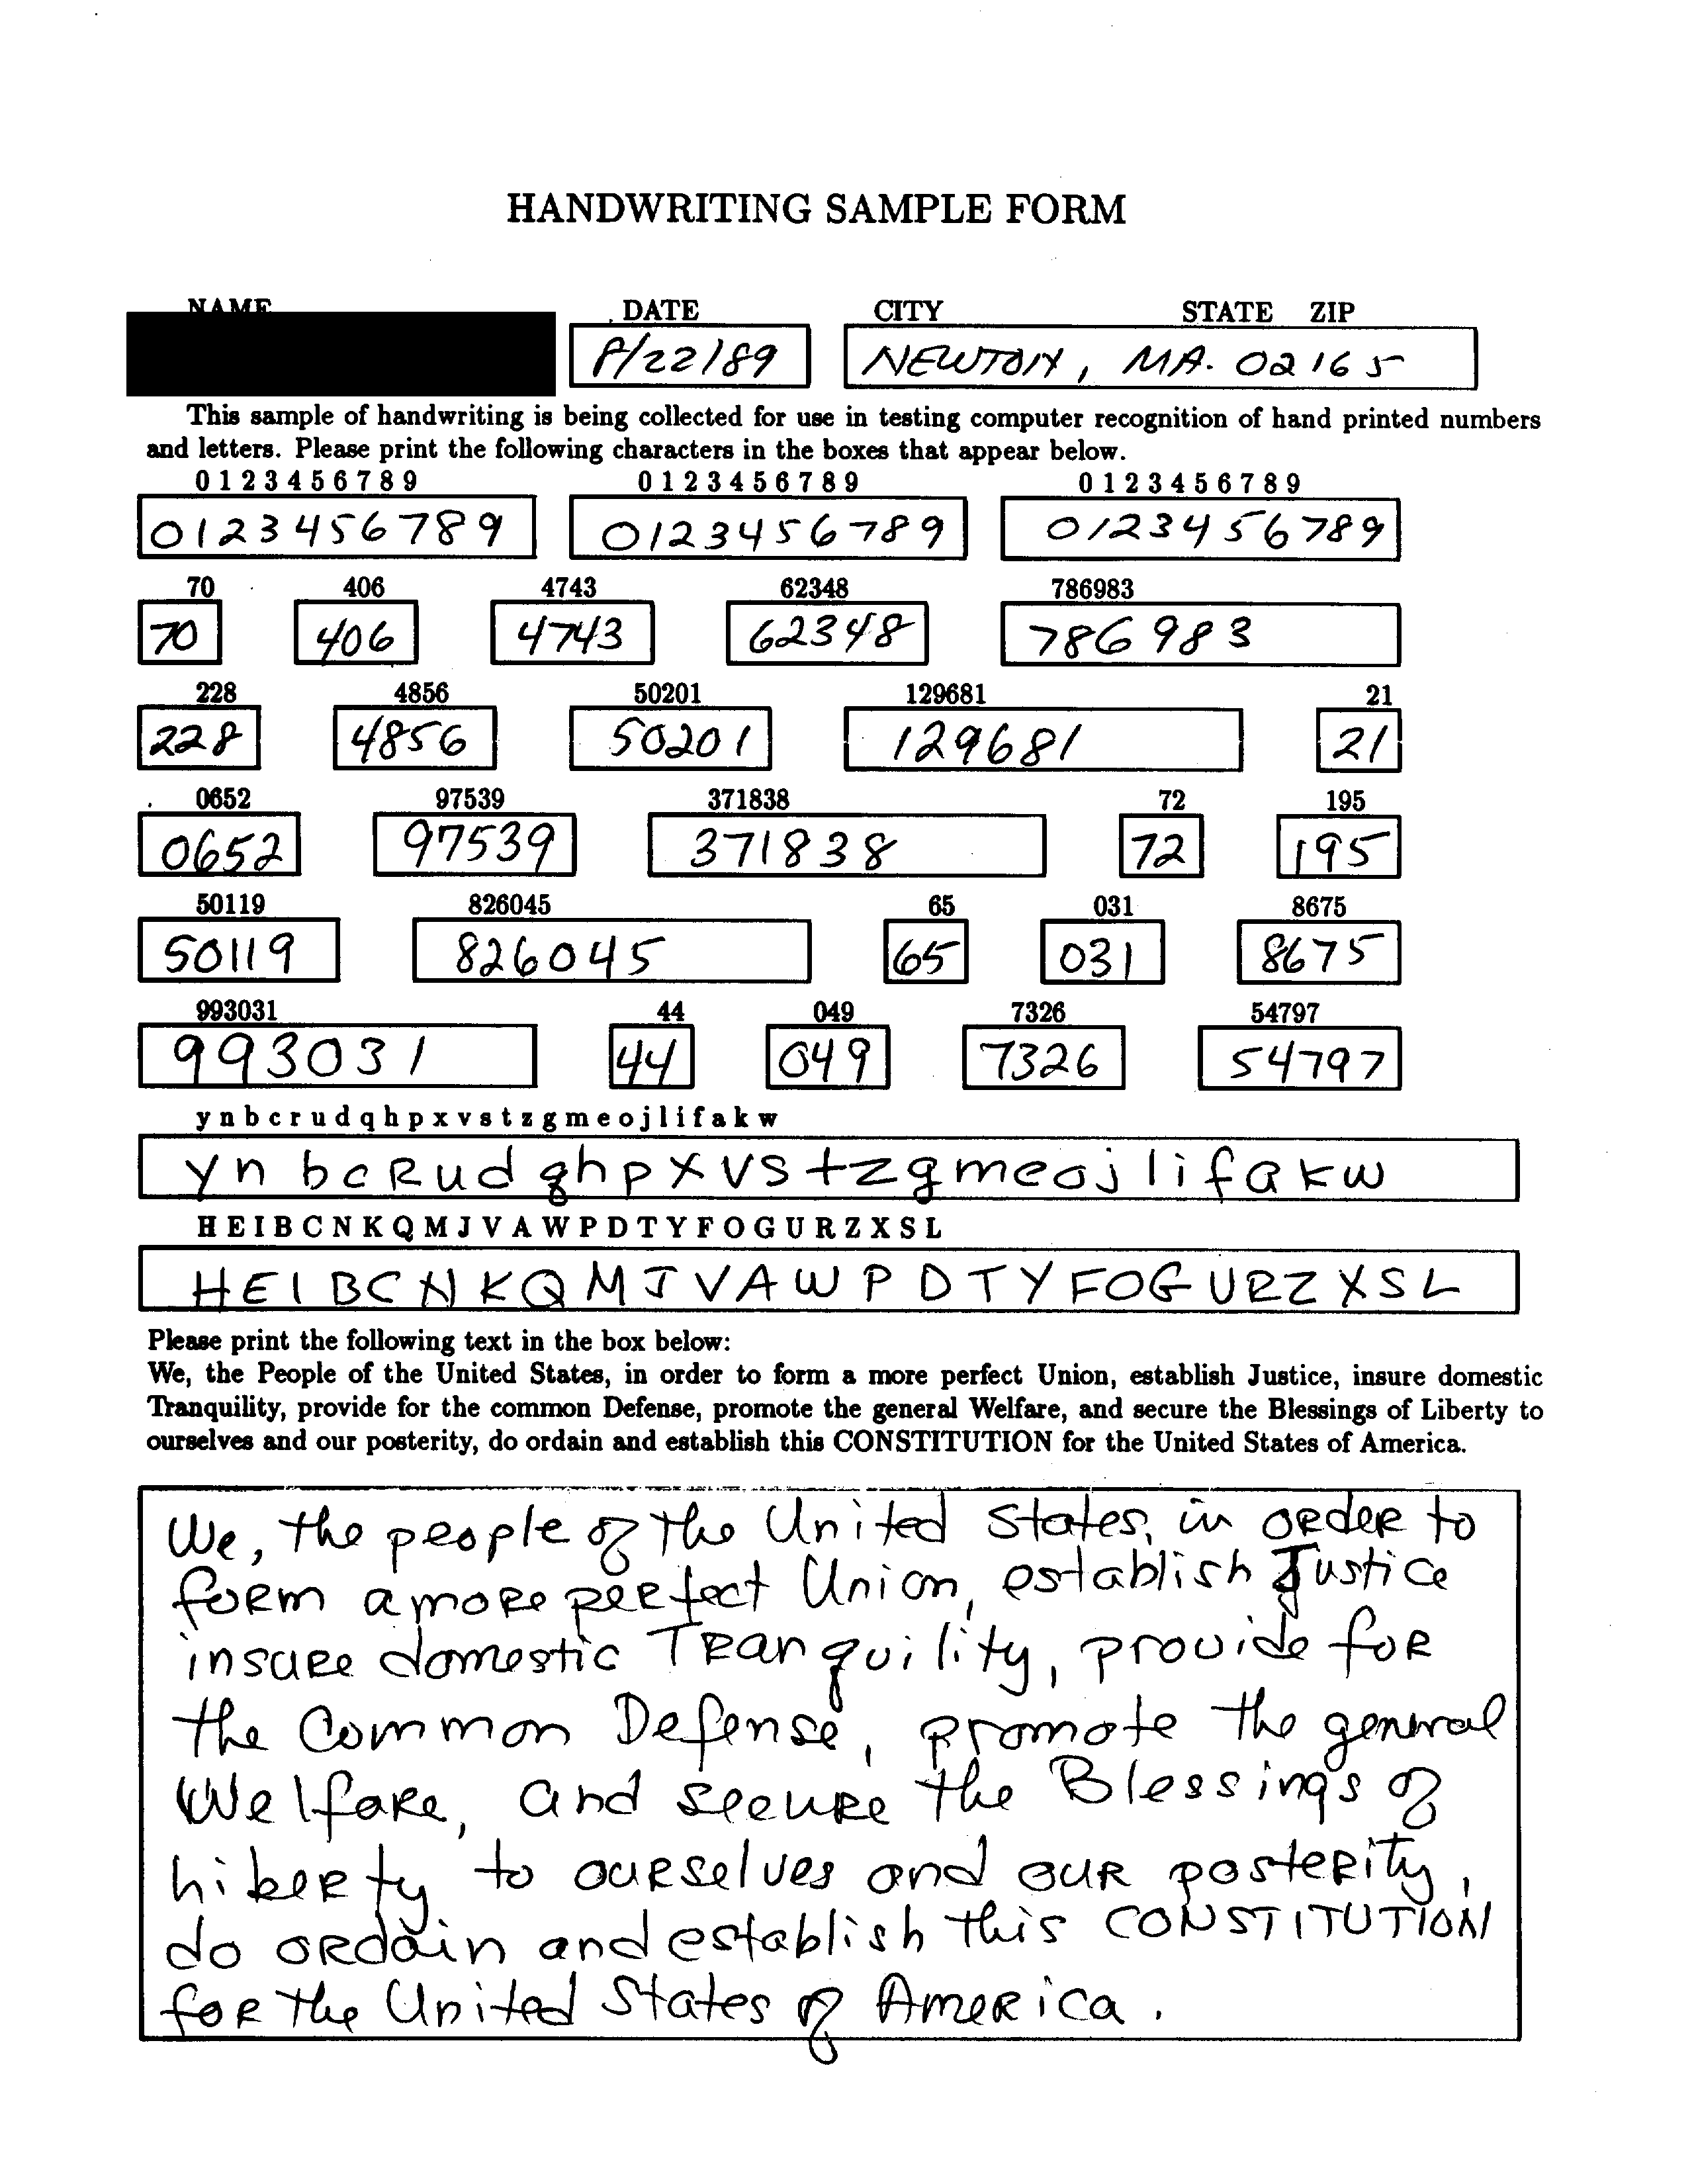 HANDWRITING SAMPLE FORM
NAME DATE CITY STATE ZIP
8/22/89 NEWTON, MA. 02165
This sample of handwriting is being collected for use in testing computer recognition of hand printed numbers
and letters. Please print the following characters in the boxes that appear below.
0 1 2 3 4 5 6 7 8 9 0 1 2 3 4 5 6 7 8 9 0 1 2 3 4 5 6 7 8 9
0123456789 0123456789 0123456789
70 406 4743 62348 786983
70 406 4743 62348 786983
228 4856 50201 129681 21
228 4856 50201 129681 21
0652 97539 371838 72 195
0652 97539 371838 72 195
50119 826045 65 031 8675
50119 826045 65 031 8675
993031 44 049 7326 54797
993031 44 049 7326 54797
y n b c r u d q h p x v s t z g m e o j l i f a k w
yn bcRud qhpxvstzgmeojlifakw
H E I B C N K Q M J V A W P D T Y F O G U R Z X S L
HEIBCNKQMJVAWPDTYFOGURZXSL
Please print the following text in the box below:
We, the People of the United States, in order to form a more perfect Union, establish Justice, insure domestic
Tranquility, provide for the common Defense, promote the general Welfare, and secure the Blessings of Liberty to
ourselves and our posterity, do ordain and establish this CONSTITUTION for the United States of America.
We, the people of the United States, in oRdeR to
foRm a moRe peRfect Union, establish Justice
insuRe domestic TRanquility, pRovide foR
the Common Defense, pRomote the general
WelfaRe, and secuRe the Blessings of
LibeRty to ouRselves and ouR posteRity,
do oRdain and establish this CONSTITUTION
foR the United States of AmeRica.